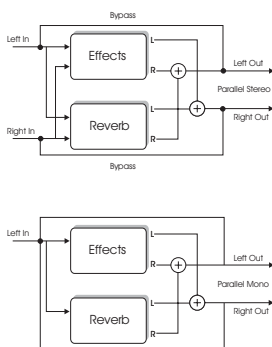 Bypass
Left In
Effects
L
R
Left Out
Parallel Stereo
Right Out
Reverb
L
R
Right In
Bypass
Left In
Effects
L
R
Left Out
Parallel Mono
Right Out
Reverb
L
R